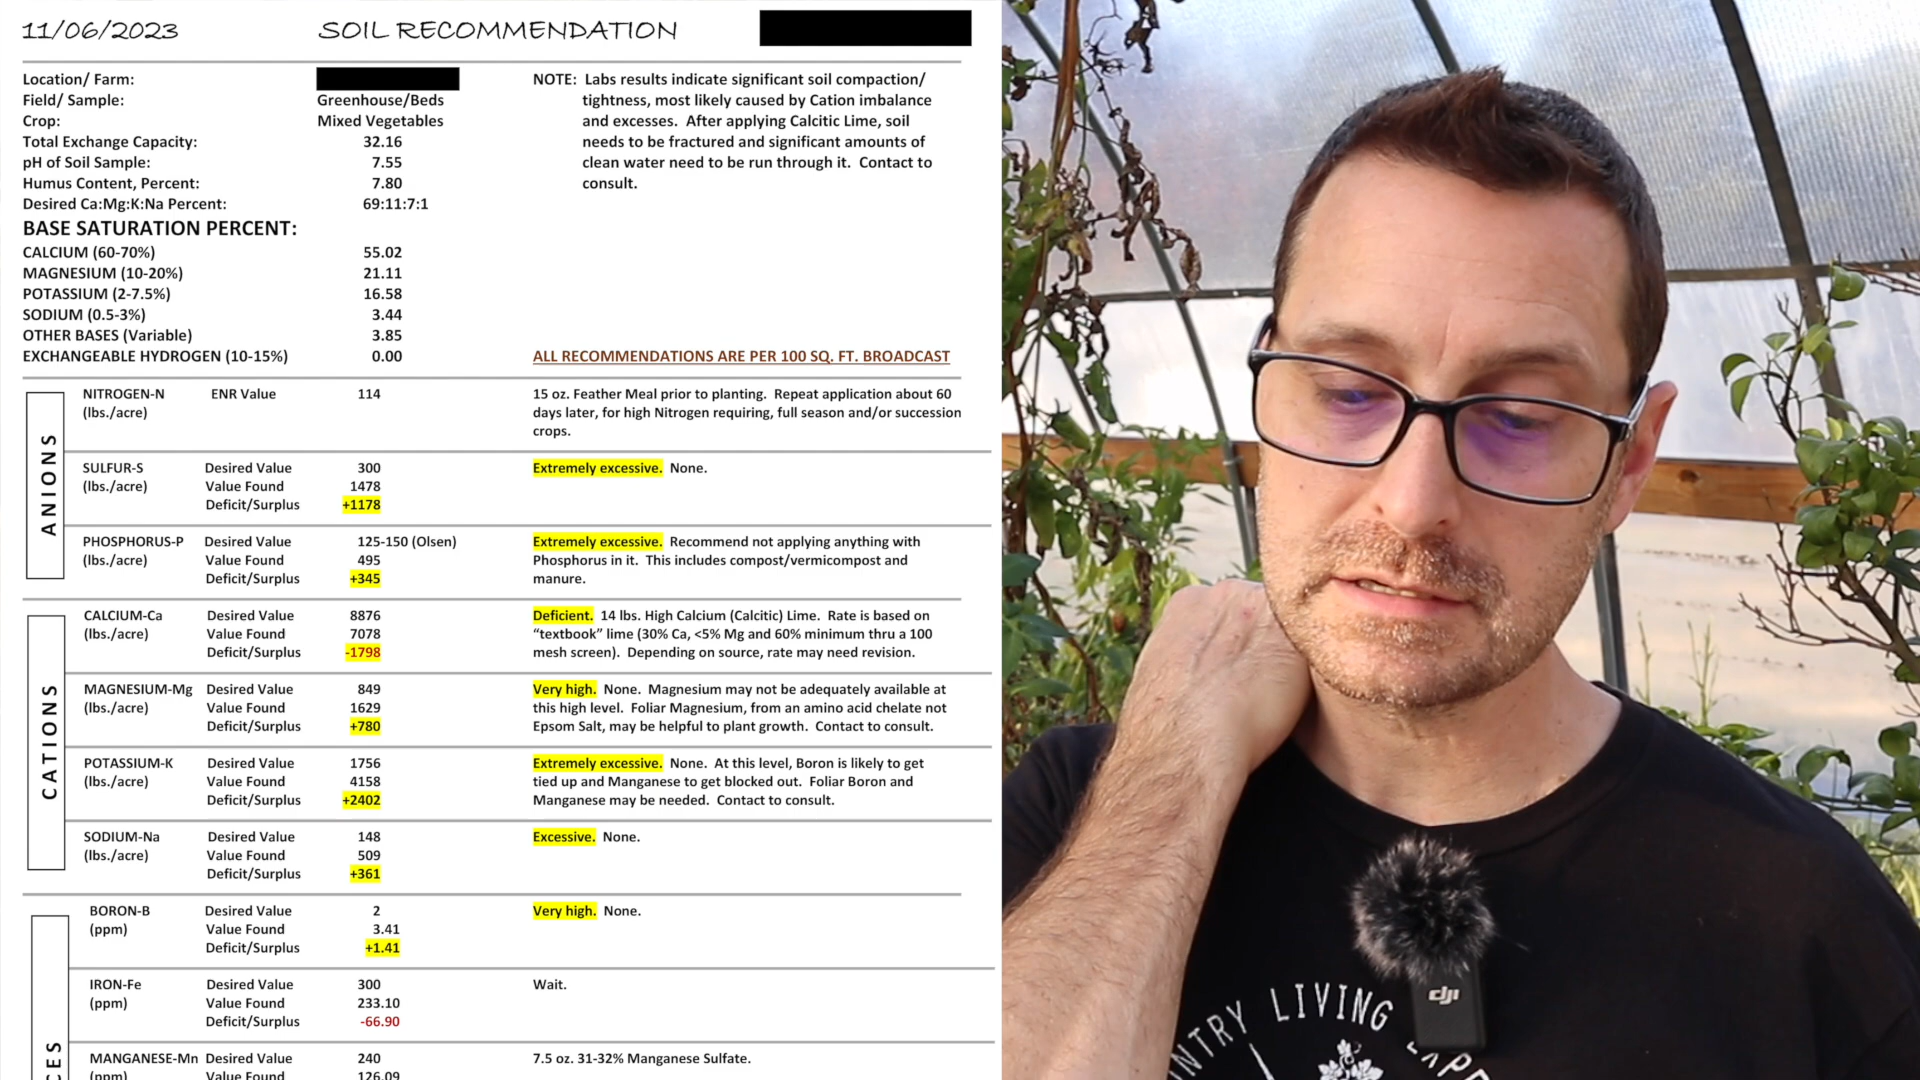 11/06/2023 SOIL RECOMMENDATION
Location/ Farm:
Field/ Sample: Greenhouse/Beds
Crop: Mixed Vegetables
Total Exchange Capacity: 32.16
pH of Soil Sample: 7.55
Humus Content, Percent: 7.80
Desired Ca:Mg:K:Na Percent: 69:11:7:1
NOTE: Labs results indicate significant soil compaction/
tightness, most likely caused by Cation imbalance
and excesses. After applying Calcitic Lime, soil
needs to be fractured and significant amounts of
clean water need to be run through it. Contact to
consult.
BASE SATURATION PERCENT:
CALCIUM (60-70%) 55.02
MAGNESIUM (10-20%) 21.11
POTASSIUM (2-7.5%) 16.58
SODIUM (0.5-3%) 3.44
OTHER BASES (Variable) 3.85
EXCHANGEABLE HYDROGEN (10-15%) 0.00
ALL RECOMMENDATIONS ARE PER 100 SQ. FT. BROADCAST
ANIONS
NITROGEN-N ENR Value 114
(lbs./acre)
15 oz. Feather Meal prior to planting. Repeat application about 60
days later, for high Nitrogen requiring, full season and/or succession
crops.
SULFUR-S Desired Value 300 Extremely excessive. None.
(lbs./acre) Value Found 1478
Deficit/Surplus +1178
PHOSPHORUS-P Desired Value 125-150 (Olsen)
(lbs./acre) Value Found 495
Deficit/Surplus +345
Extremely excessive. Recommend not applying anything with
Phosphorus in it. This includes compost/vermicompost and
manure.
CATIONS
CALCIUM-Ca Desired Value 8876
(lbs./acre) Value Found 7078
Deficit/Surplus -1798
Deficient. 14 lbs. High Calcium (Calcitic) Lime. Rate is based on
“textbook” lime (30% Ca, <5% Mg and 60% minimum thru a 100
mesh screen). Depending on source, rate may need revision.
MAGNESIUM-Mg Desired Value 849
(lbs./acre) Value Found 1629
Deficit/Surplus +780
Very high. None. Magnesium may not be adequately available at
this high level. Foliar Magnesium, from an amino acid chelate not
Epsom Salt, may be helpful to plant growth. Contact to consult.
POTASSIUM-K Desired Value 1756
(lbs./acre) Value Found 4158
Deficit/Surplus +2402
Extremely excessive. None. At this level, Boron is likely to get
tied up and Manganese to get blocked out. Foliar Boron and
Manganese may be needed. Contact to consult.
SODIUM-Na Desired Value 148 Excessive. None.
(lbs./acre) Value Found 509
Deficit/Surplus +361
CES
BORON-B Desired Value 2 Very high. None.
(ppm) Value Found 3.41
Deficit/Surplus +1.41
IRON-Fe Desired Value 300 Wait.
(ppm) Value Found 233.10
Deficit/Surplus -66.90
MANGANESE-Mn Desired Value 240 7.5 oz. 31-32% Manganese Sulfate.
(ppm) Value Found 126.09
dji
NTRY LIVING